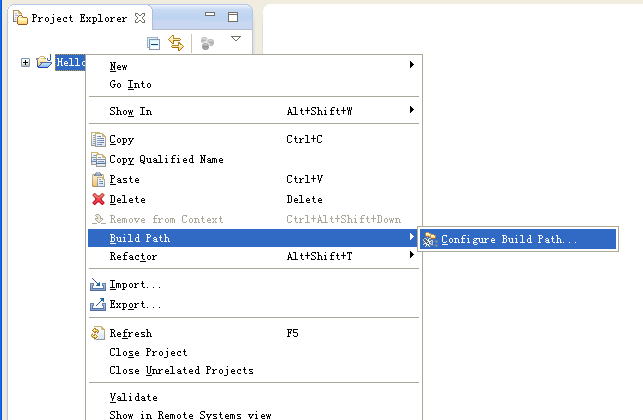 Project Explorer
Hello
New
Go Into
Show In Alt+Shift+W
Copy Ctrl+C
Copy Qualified Name
Paste Ctrl+V
Delete Delete
Remove from Context Ctrl+Alt+Shift+Down
Build Path
Configure Build Path...
Refactor Alt+Shift+T
Import...
Export...
Refresh F5
Close Project
Close Unrelated Projects
Validate
Show in Remote Systems view